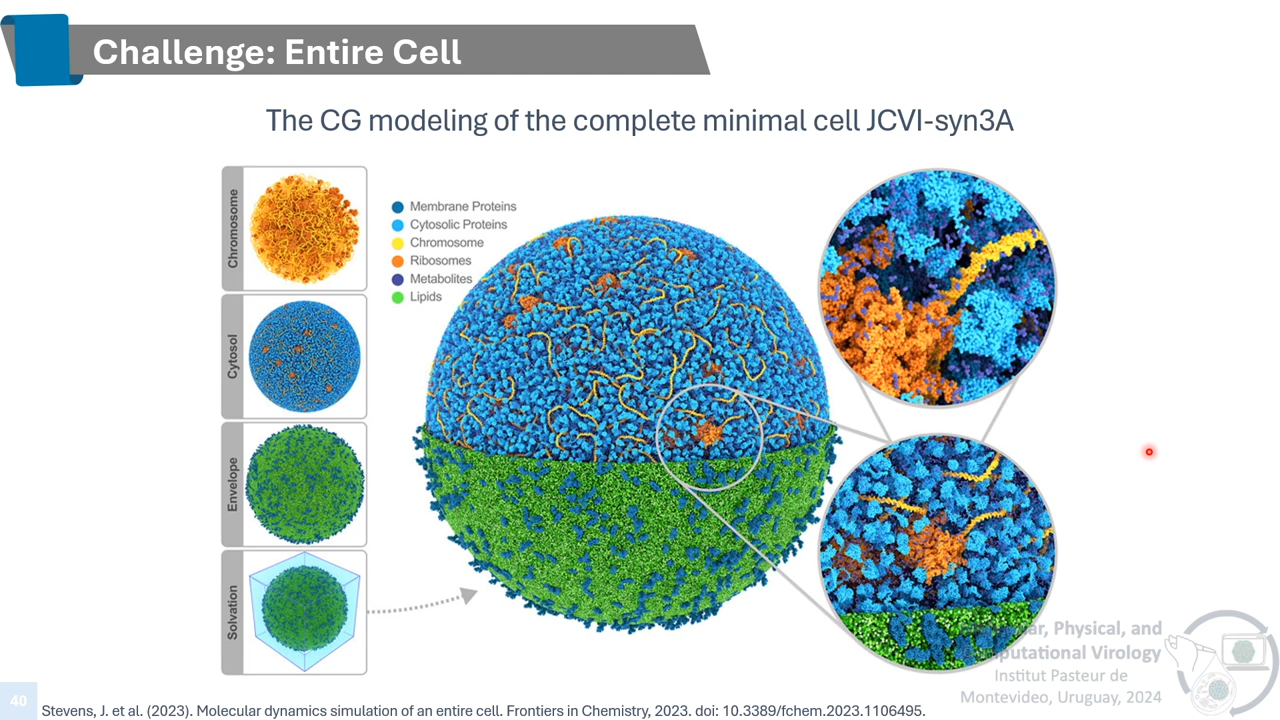 Challenge: Entire Cell
The CG modeling of the complete minimal cell JCVI-syn3A
Chromosome
Cytosol
Envelope
Solvation
Membrane Proteins
Cytosolic Proteins
Chromosome
Ribosomes
Metabolites
Lipids
Physical, and
Virology
Institut Pasteur de
Montevideo, Uruguay, 2024
40
Stevens, J. et al. (2023). Molecular dynamics simulation of an entire cell. Frontiers in Chemistry, 2023. doi: 10.3389/fchem.2023.1106495.